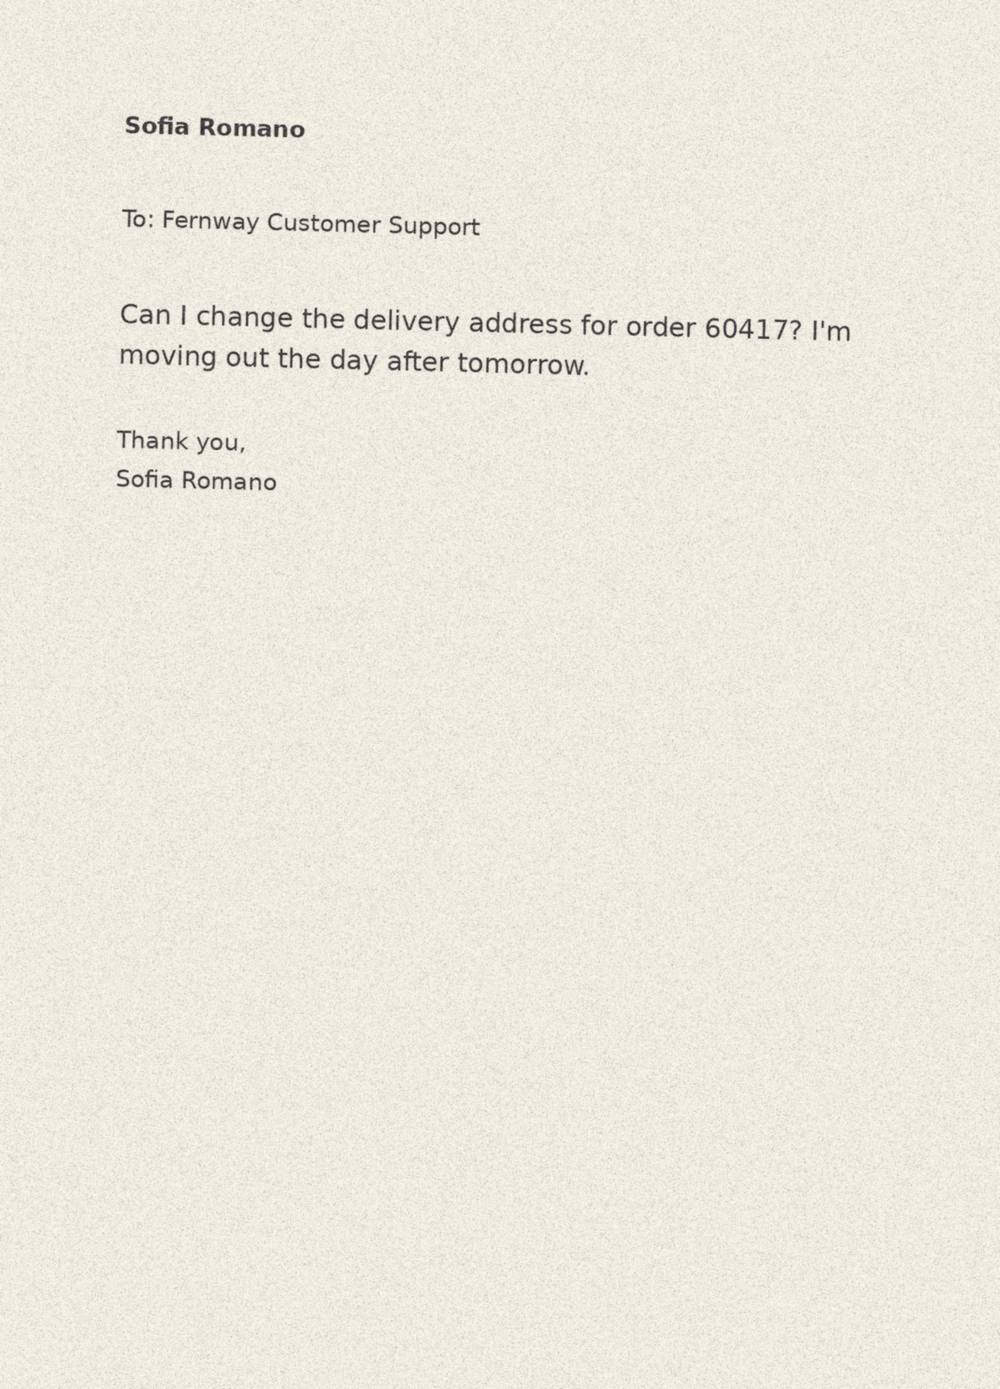 Sofia Romano
To: Fernway Customer Support
Can I change the delivery address for order 60417? I'm
moving out the day after tomorrow.
Thank you,
Sofia Romano